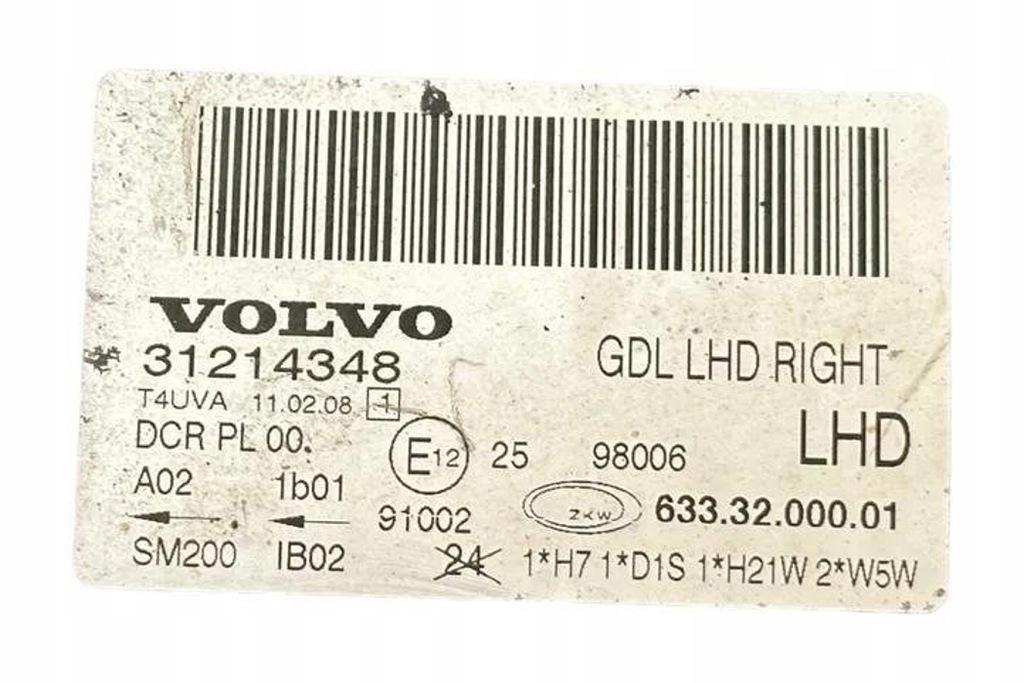 VOLVO
31214348
GDL LHD RIGHT
T4UVA 11.02.08 1
LHD
DCR PL 00.
E12 25 98006
A02 1b01
91002
ZKW 633.32.000.01
SM200 IB02
24 1*H7 1*D1S 1*H21W 2*W5W